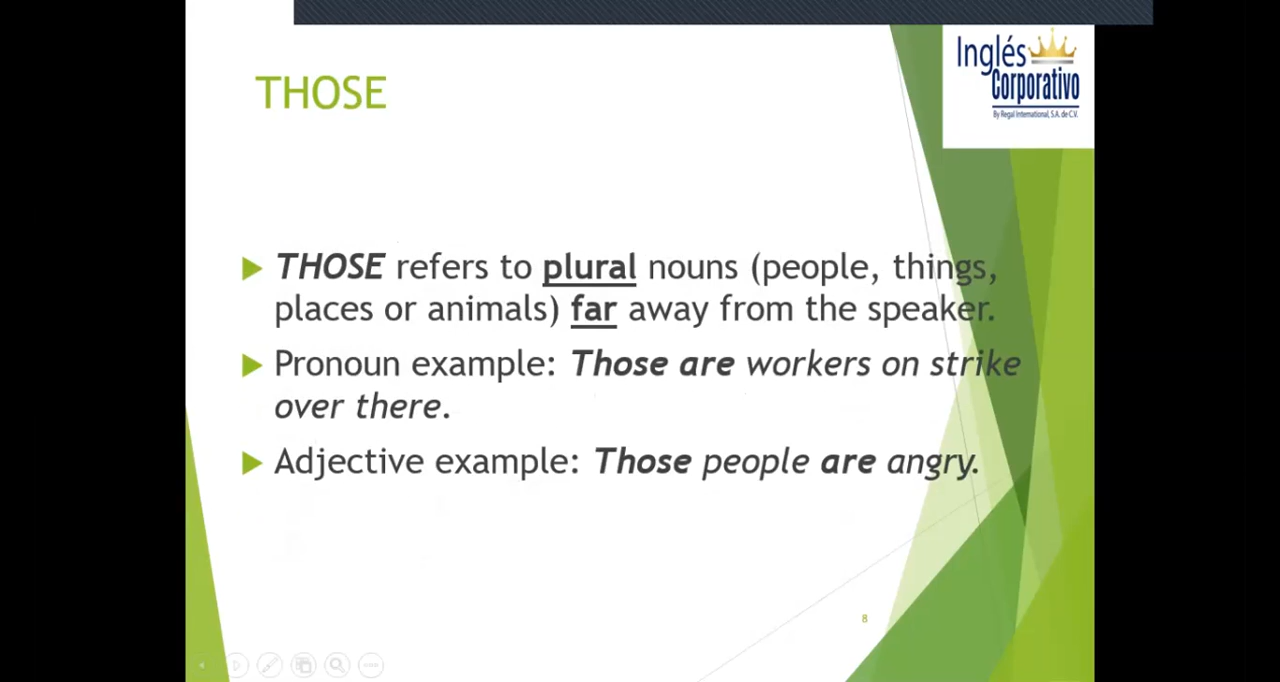 Inglés
Corporativo
By Regal International, S.A. de C.V.
THOSE
THOSE refers to plural nouns (people, things,
places or animals) far away from the speaker.
Pronoun example: Those are workers on strike
over there.
Adjective example: Those people are angry.
8